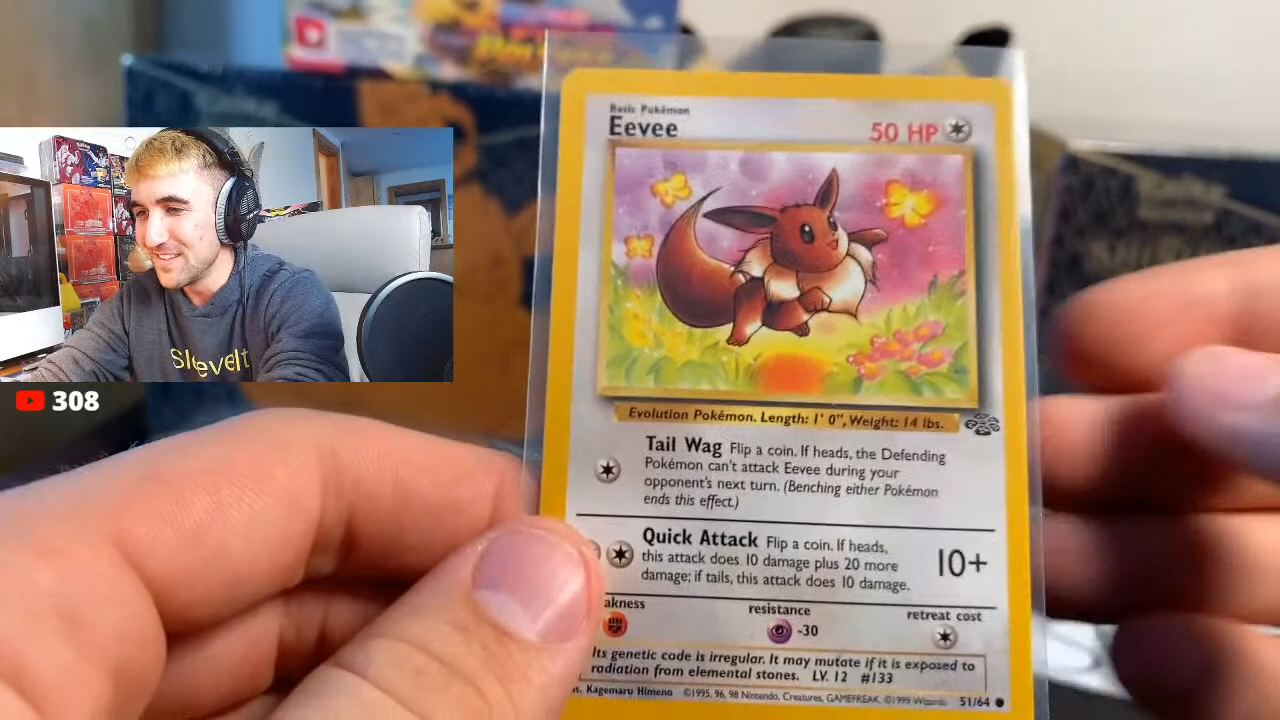 Basic Pokémon
Eevee
50 HP
Evolution Pokémon. Length: 1' 0", Weight: 14 lbs.
Tail Wag Flip a coin. If heads, the Defending
Pokémon can't attack Eevee during your
opponent's next turn. (Benching either Pokémon
ends this effect.)
Quick Attack Flip a coin. If heads,
this attack does 10 damage plus 20 more
damage; if tails, this attack does 10 damage.
10+
akness
resistance
retreat cost
-30
Its genetic code is irregular. It may mutate if it is exposed to
radiation from elemental stones. LV. 12 #133
s. Kagemaru Himeno ©1995, 96, 98 Nintendo, Creatures, GAMEFREAK. ©1999 Wizards. 51/64
308